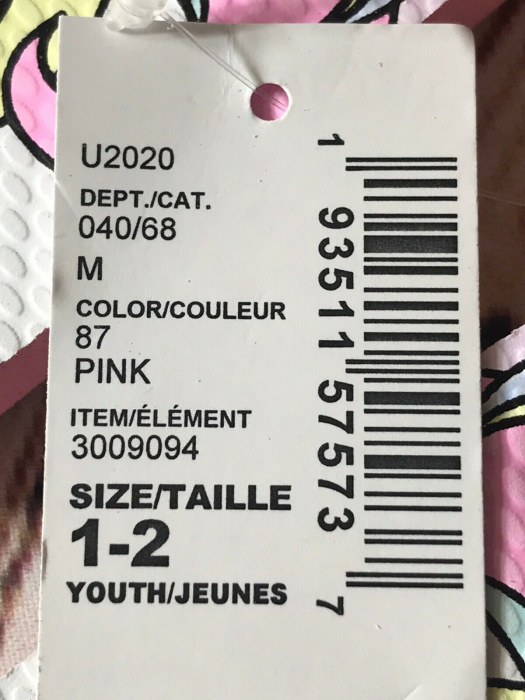 U2020
DEPT./CAT.
040/68
M
COLOR/COULEUR
87
PINK
ITEM/ÉLÉMENT
3009094
SIZE/TAILLE
1-2
YOUTH/JEUNES
1 93511 57573 7